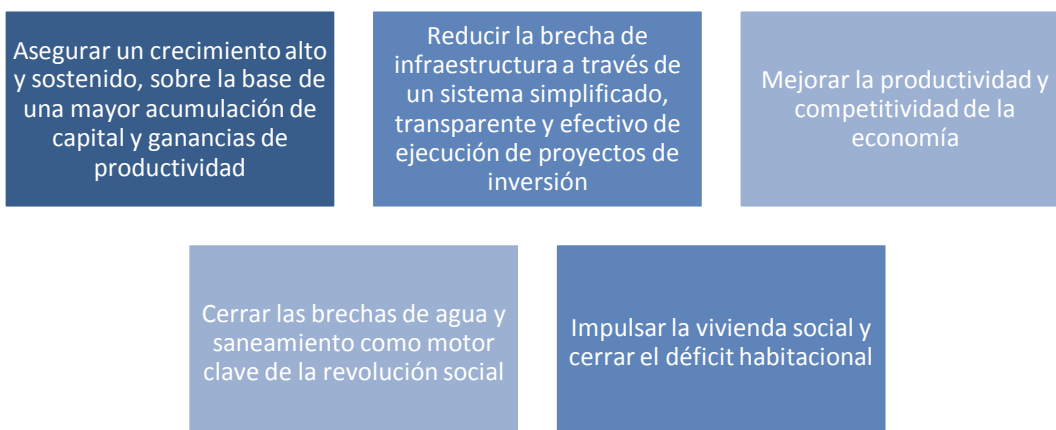 Asegurar un crecimiento alto
y sostenido, sobre la base de
una mayor acumulación de
capital y ganancias de
productividad
Reducir la brecha de
infraestructura a través de
un sistema simplificado,
transparente y efectivo de
ejecución de proyectos de
inversión
Mejorar la productividad y
competitividad de la
economía
Cerrar las brechas de agua y
saneamiento como motor
clave de la revolución social
Impulsar la vivienda social y
cerrar el déficit habitacional